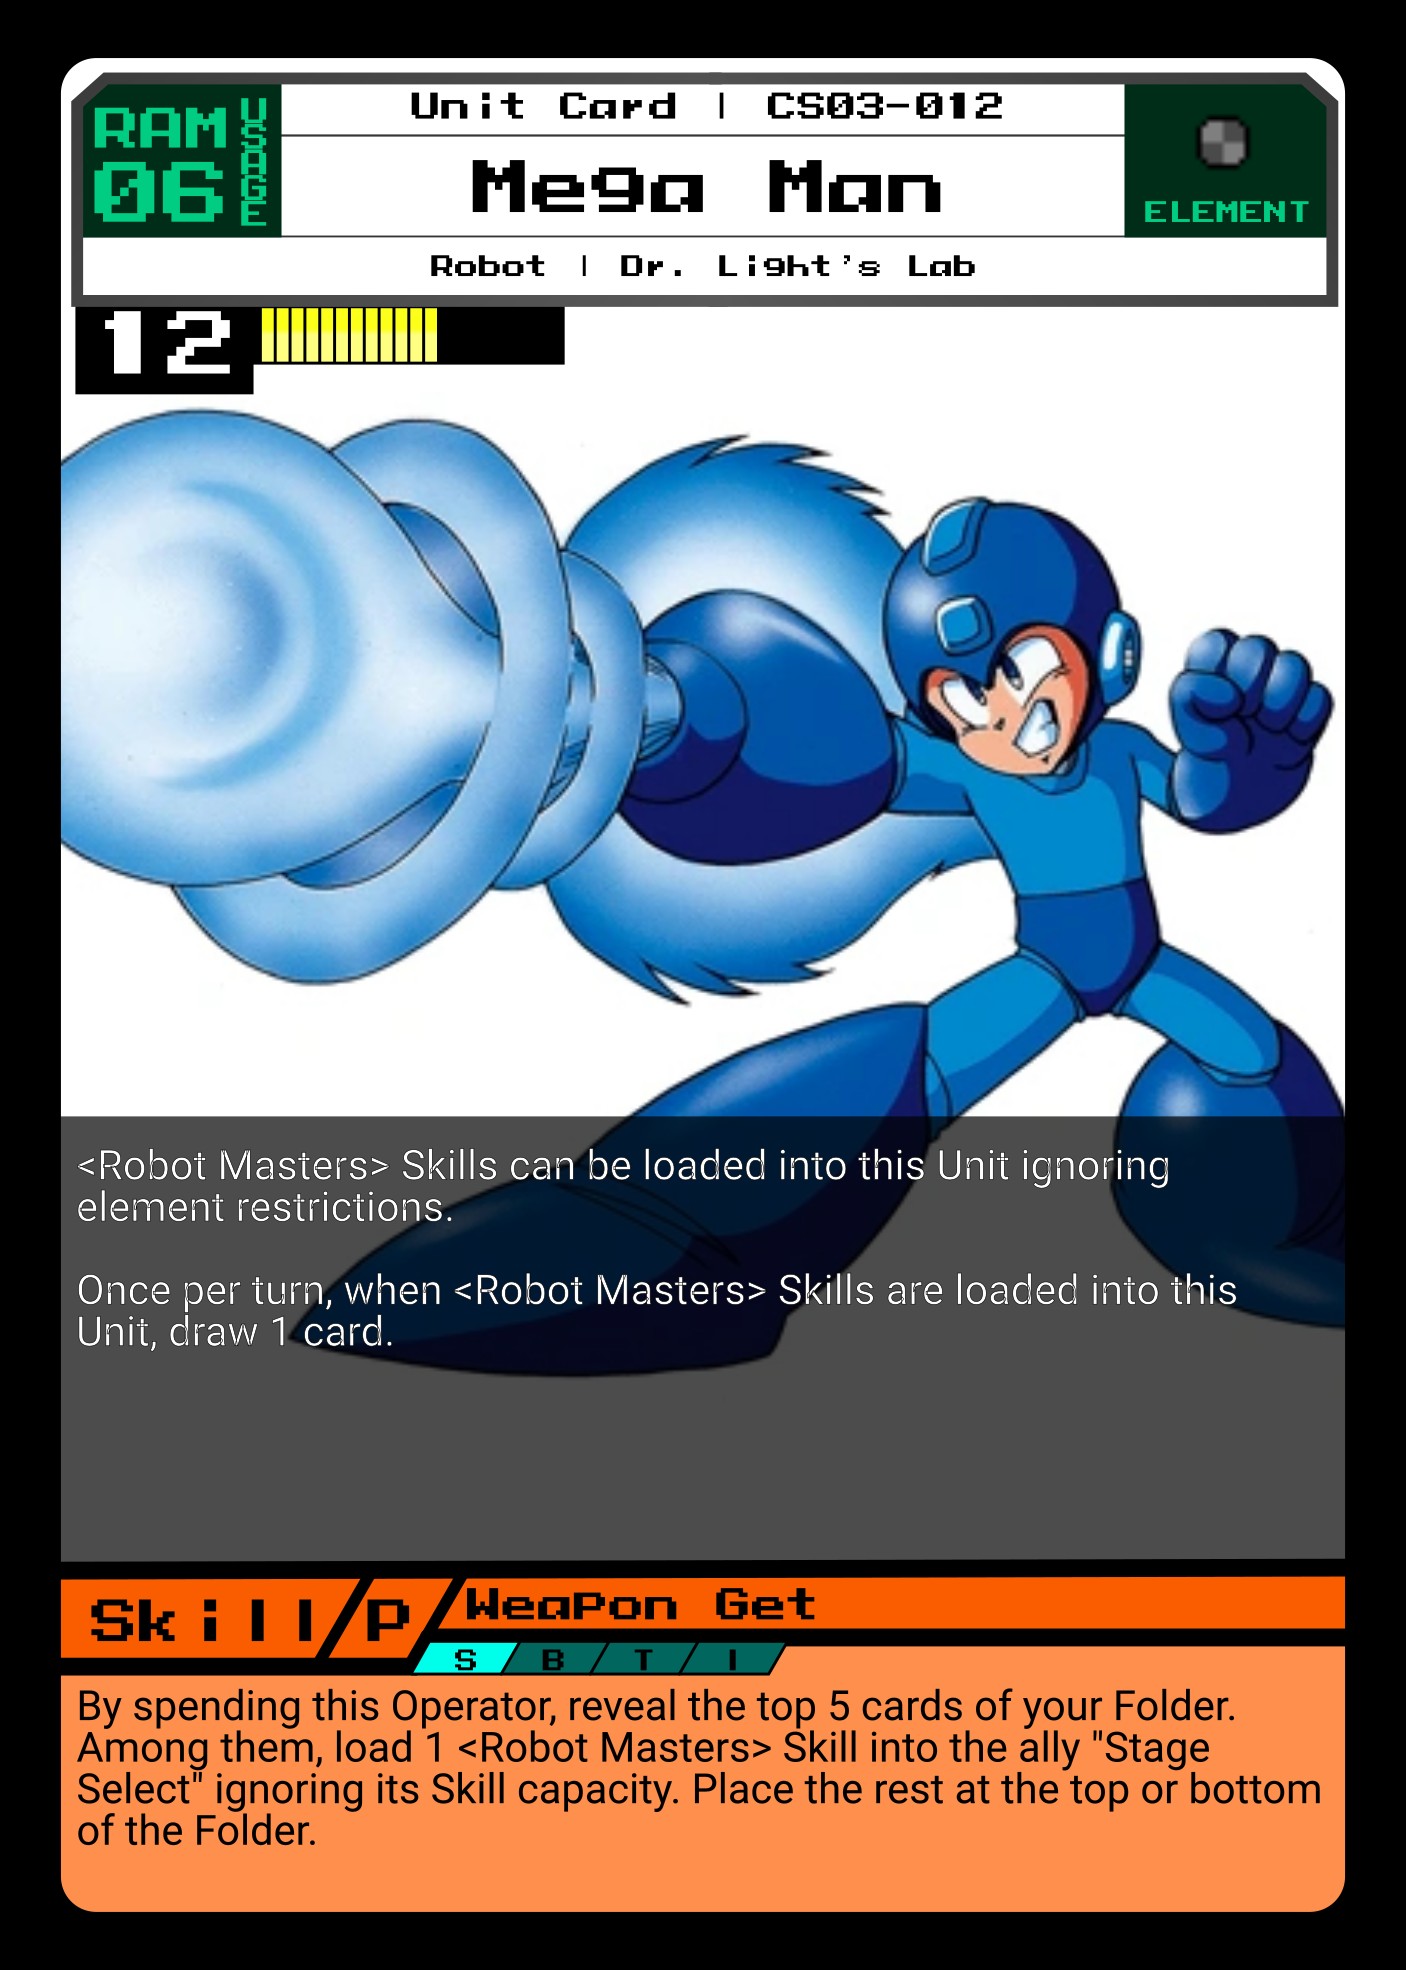 RAM
06
USAGE
Unit Card | CS03-012
Mega Man
ELEMENT
Robot | Dr. Light's Lab
12
<Robot Masters> Skills can be loaded into this Unit ignoring
element restrictions.
Once per turn, when <Robot Masters> Skills are loaded into this
Unit, draw 1 card.
Skill/P/Weapon Get
S B T I
By spending this Operator, reveal the top 5 cards of your Folder.
Among them, load 1 <Robot Masters> Skill into the ally "Stage
Select" ignoring its Skill capacity. Place the rest at the top or bottom
of the Folder.